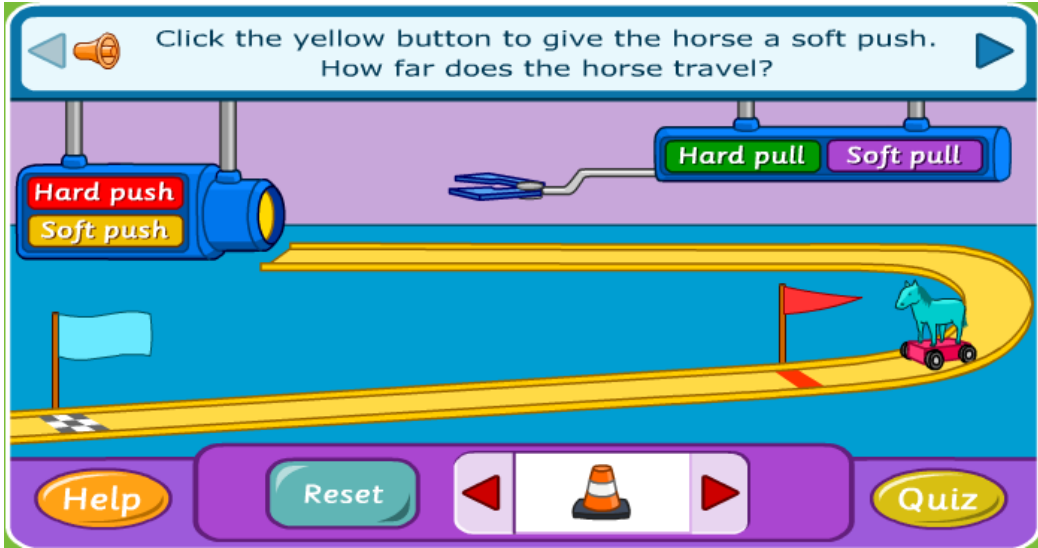 Click the yellow button to give the horse a soft push.
How far does the horse travel?
Hard pull
Soft pull
Hard push
Soft push
Help
Reset
Quiz